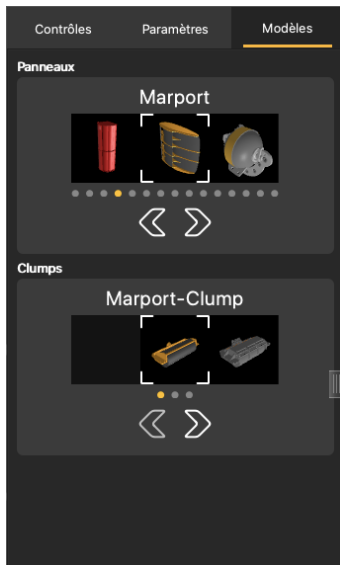 Contrôles Paramètres Modèles
Panneaux
Marport
Clumps
Marport-Clump